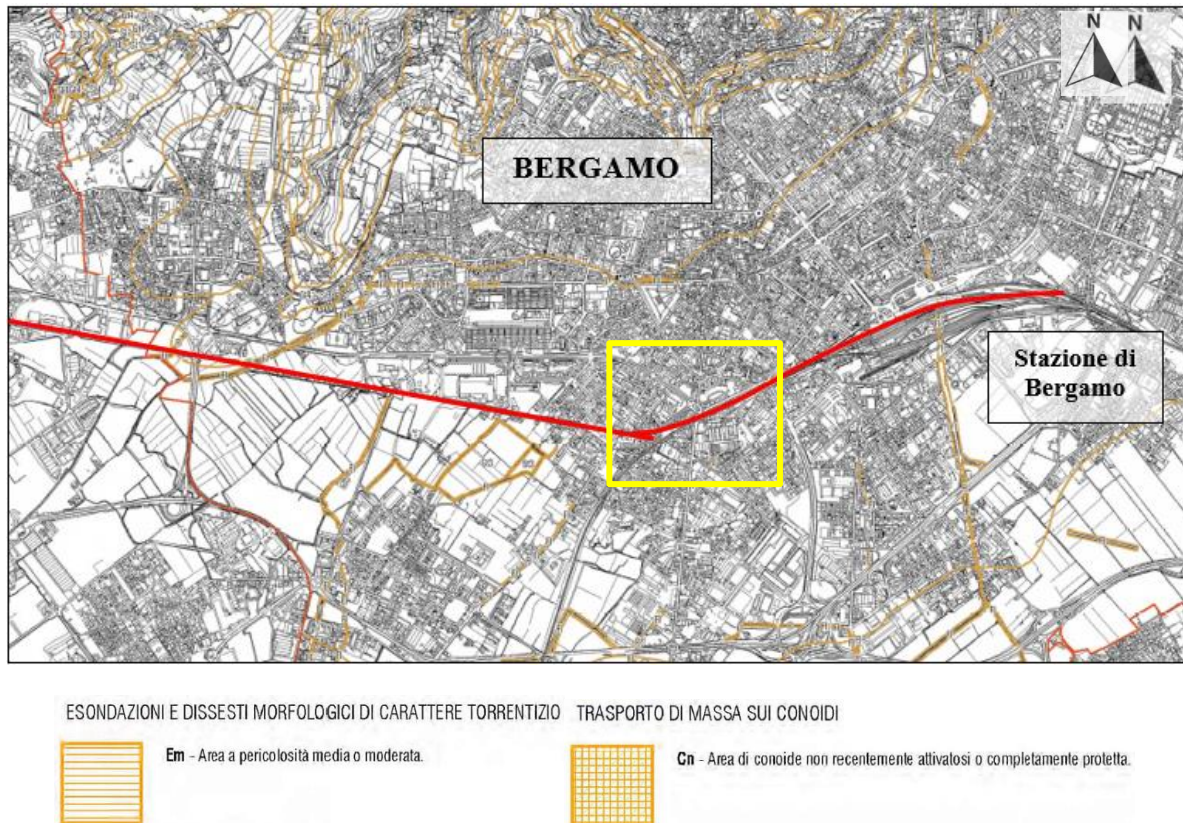 N N
BERGAMO
Stazione di
Bergamo
ESONDAZIONI E DISSESTI MORFOLOGICI DI CARATTERE TORRENTIZIO
TRASPORTO DI MASSA SUI CONOIDI
Em - Area a pericolosità media o moderata.
Cn - Area di conoide non recentemente attivatosi o completamente protetta.